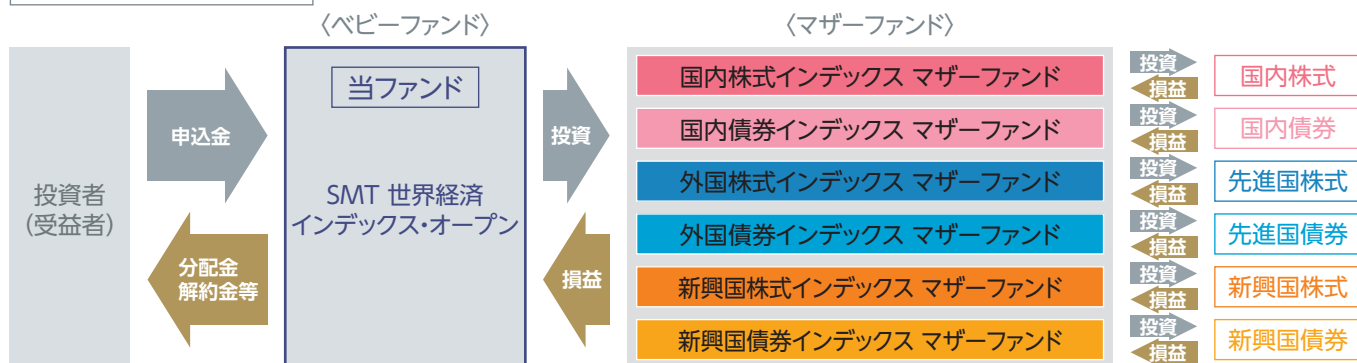 〈ベビーファンド〉
〈マザーファンド〉
投資者
(受益者)
申込金
分配金
解約金等
当ファンド
SMT 世界経済
インデックス・オープン
投資
損益
国内株式インデックス マザーファンド
投資
損益
国内株式
国内債券インデックス マザーファンド
投資
損益
国内債券
外国株式インデックス マザーファンド
投資
損益
先進国株式
外国債券インデックス マザーファンド
投資
損益
先進国債券
新興国株式インデックス マザーファンド
投資
損益
新興国株式
新興国債券インデックス マザーファンド
投資
損益
新興国債券